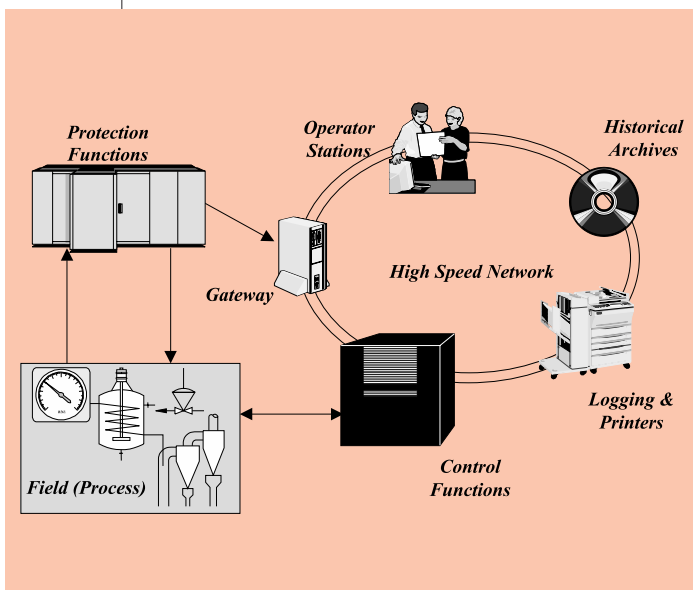 Protection
Functions
Operator
Stations
Historical
Archives
High Speed Network
Gateway
Logging &
Printers
Control
Functions
Field (Process)